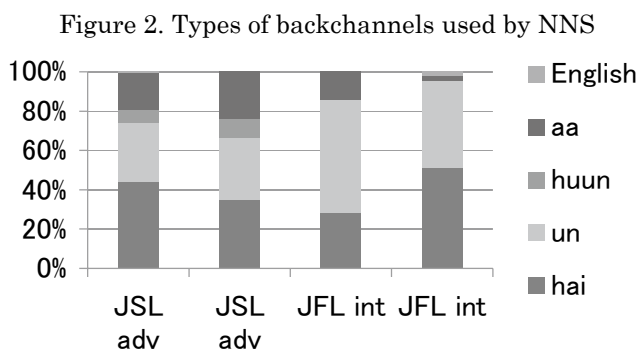 Figure 2. Types of backchannels used by NNS
100%
80%
60%
40%
20%
0%
JSL adv
JSL adv
JFL int
JFL int
English
aa
huun
un
hai